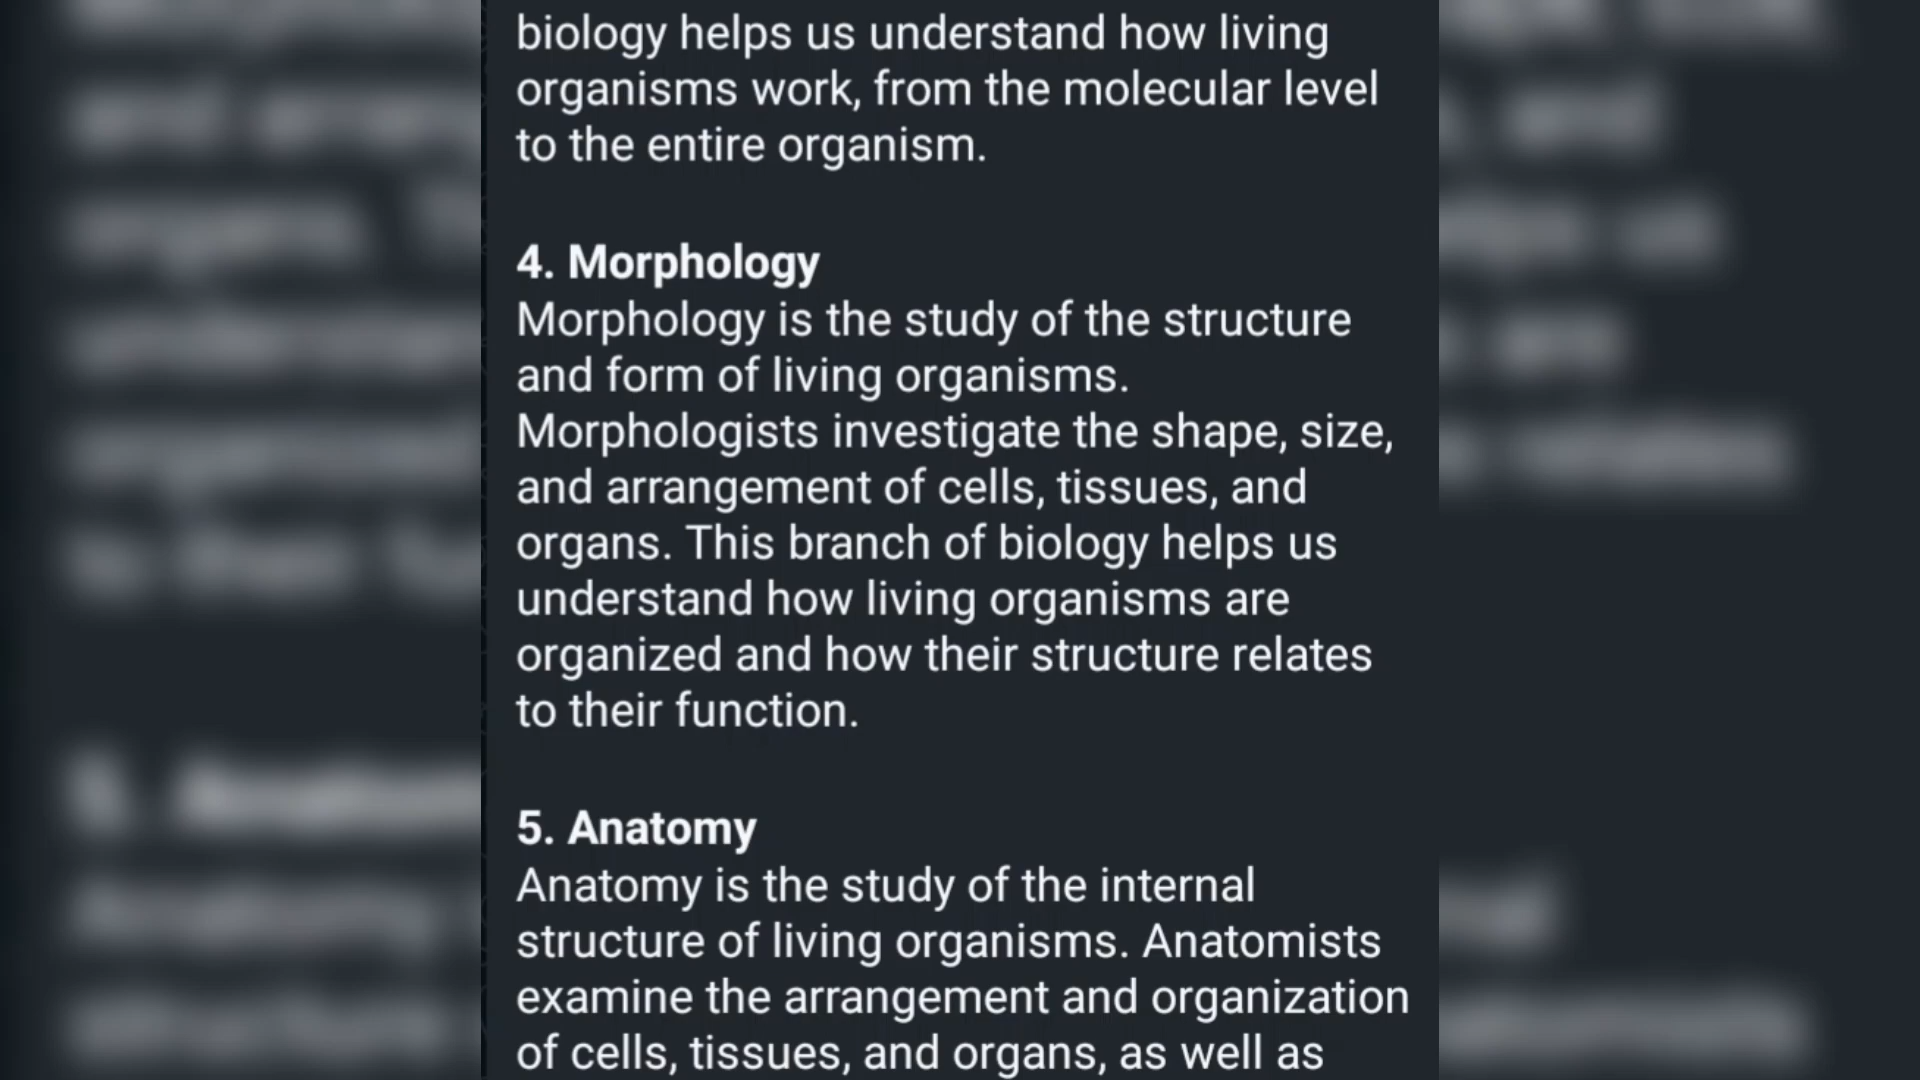 biology helps us understand how living
organisms work, from the molecular level
to the entire organism.
4. Morphology
Morphology is the study of the structure
and form of living organisms.
Morphologists investigate the shape, size,
and arrangement of cells, tissues, and
organs. This branch of biology helps us
understand how living organisms are
organized and how their structure relates
to their function.
5. Anatomy
Anatomy is the study of the internal
structure of living organisms. Anatomists
examine the arrangement and organization
of cells, tissues, and organs, as well as